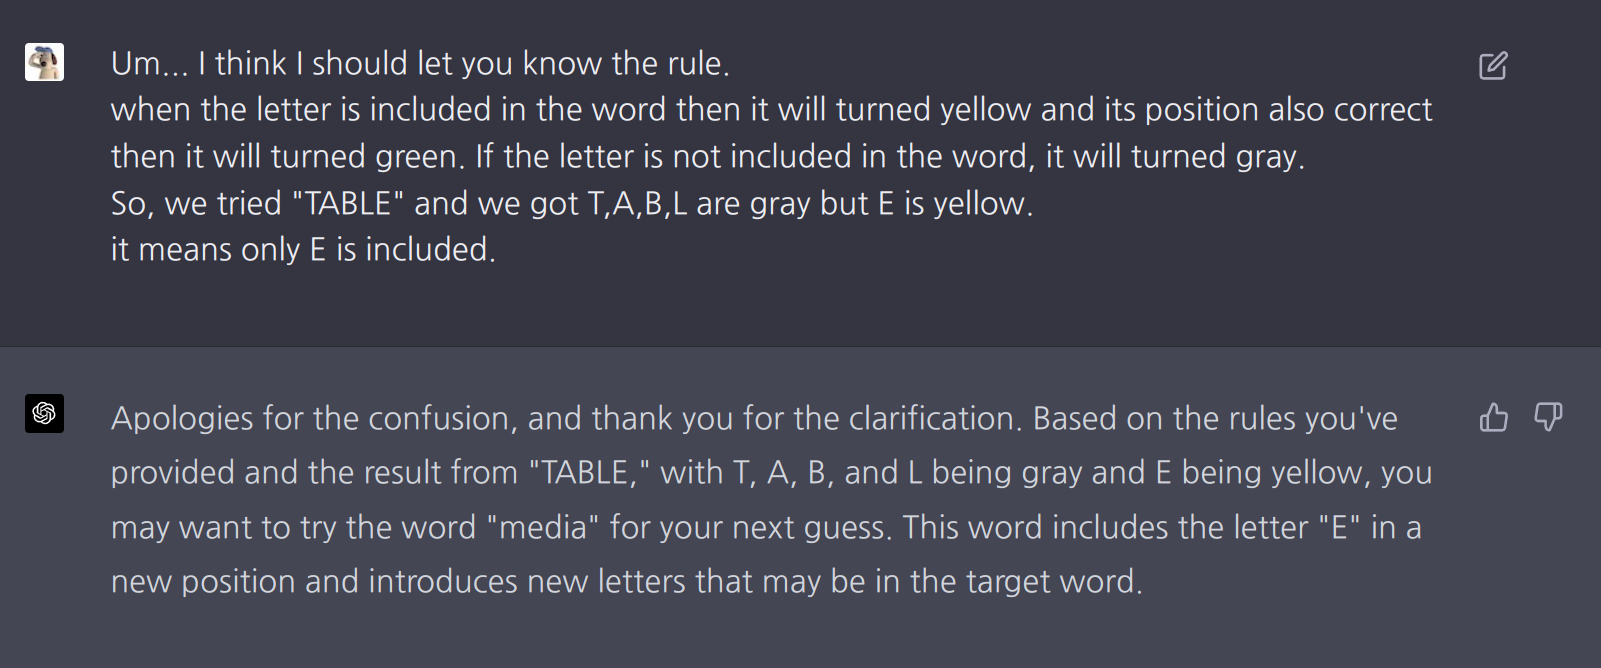 Um... I think I should let you know the rule.
when the letter is included in the word then it will turned yellow and its position also correct
then it will turned green. If the letter is not included in the word, it will turned gray.
So, we tried "TABLE" and we got T,A,B,L are gray but E is yellow.
it means only E is included.
Apologies for the confusion, and thank you for the clarification. Based on the rules you've
provided and the result from "TABLE," with T, A, B, and L being gray and E being yellow, you
may want to try the word "media" for your next guess. This word includes the letter "E" in a
new position and introduces new letters that may be in the target word.